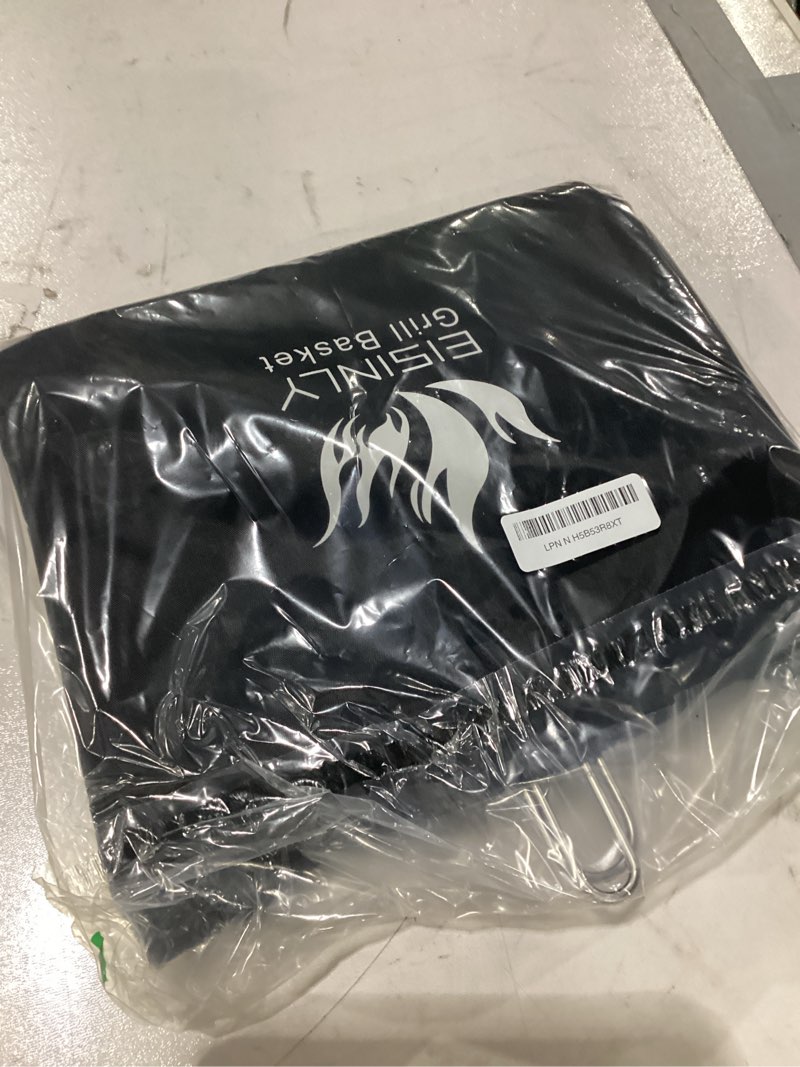 EISINLY
Grill Basket
LPN N H5B53R8XT